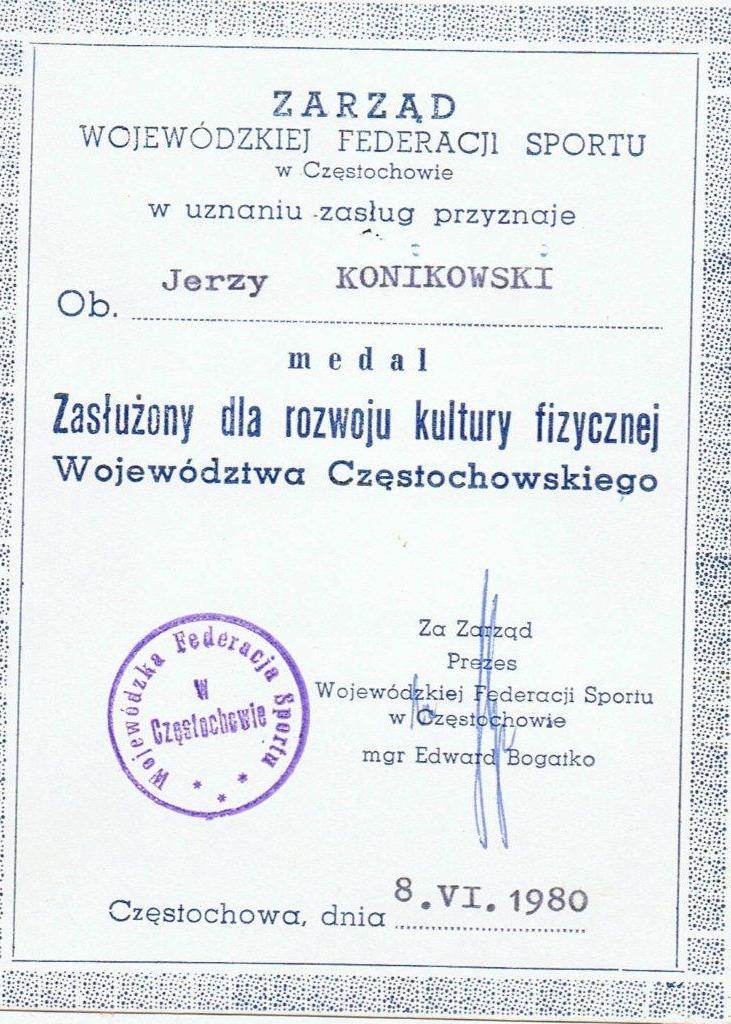 ZARZĄD
WOJEWÓDZKIEJ FEDERACJI SPORTU
w Częstochowie
w uznaniu zasług przyznaje
Jerzy KONIKOWSKI
Ob.
medal
Zasłużony dla rozwoju kultury fizycznej
Województwa Częstochowskiego
Za Zarząd
Prezes
Wojewódzkiej Federacji Sportu
w Częstochowie
mgr Edward Bogatko
Wojewódzka Federacja Sportu
W
Częstochowie
* * *
Częstochowa, dnia 8.VI.1980